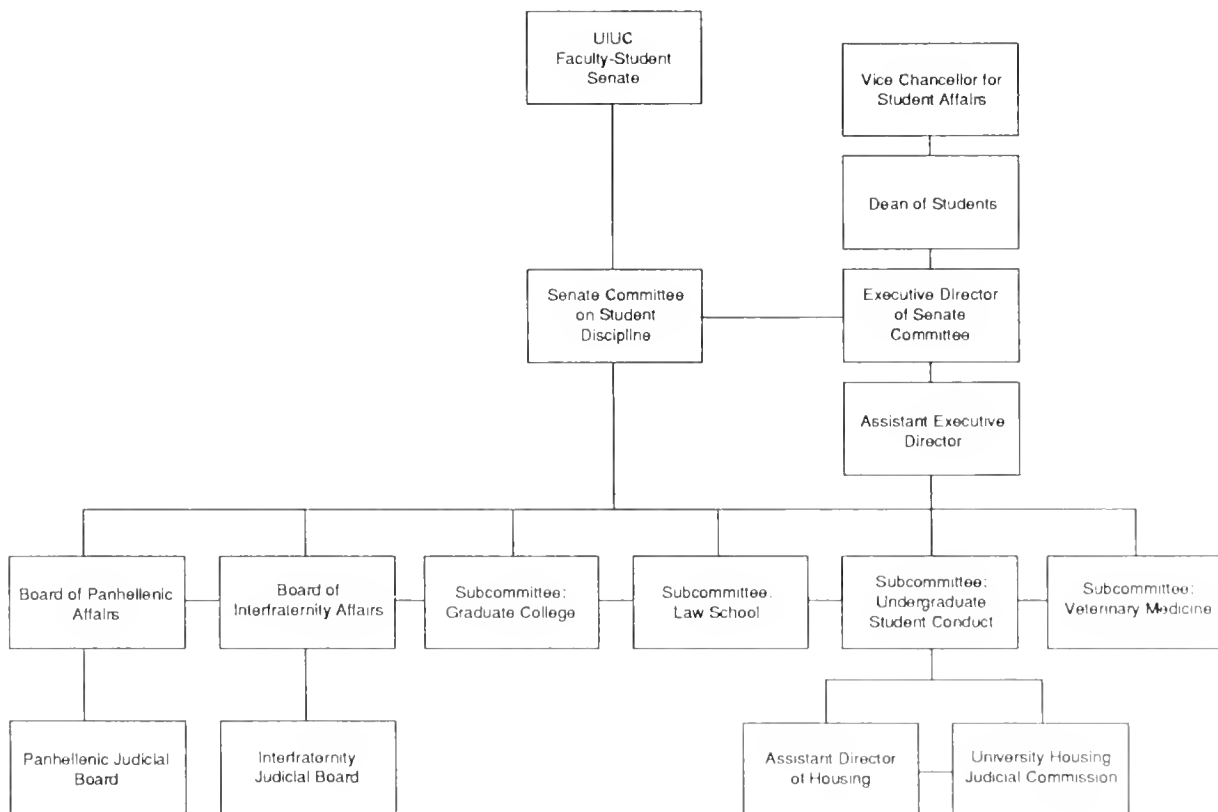 UIUC
Faculty-Student
Senate
Vice Chancellor for
Student Affairs
Dean of Students
Senate Committee
on Student
Discipline
Executive Director
of Senate
Committee
Assistant Executive
Director
Board of Panhellenic
Affairs
Board of
Interfraternity Affairs
Subcommittee:
Graduate College
Subcommittee.
Law School
Subcommittee:
Undergraduate
Student Conduct
Subcommittee:
Veterinary Medicine
Panhellenic Judicial
Board
Interfraternity
Judicial Board
Assistant Director
of Housing
University Housing
Judicial Commission